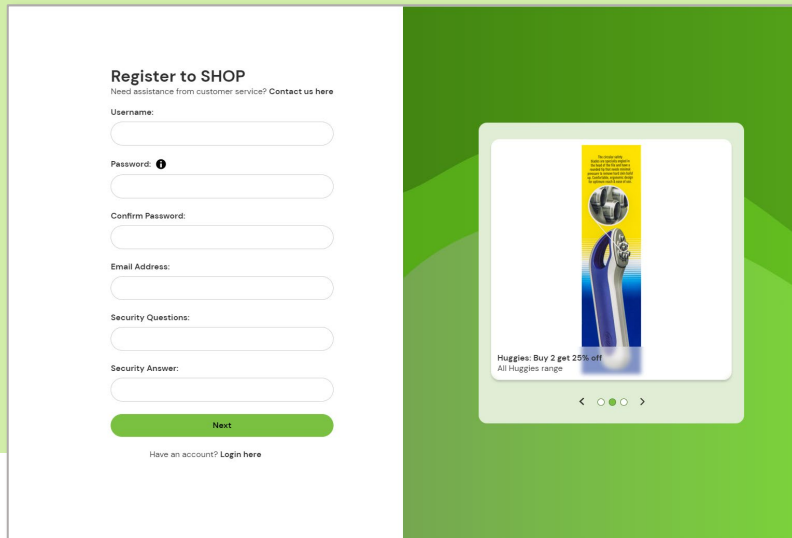 Register to SHOP
Need assistance from customer service? Contact us here
Username:
Password:
Confirm Password:
Email Address:
Security Questions:
Security Answer:
Next
Have an account? Login here
Huggies: Buy 2 get 25% off
All Huggies range